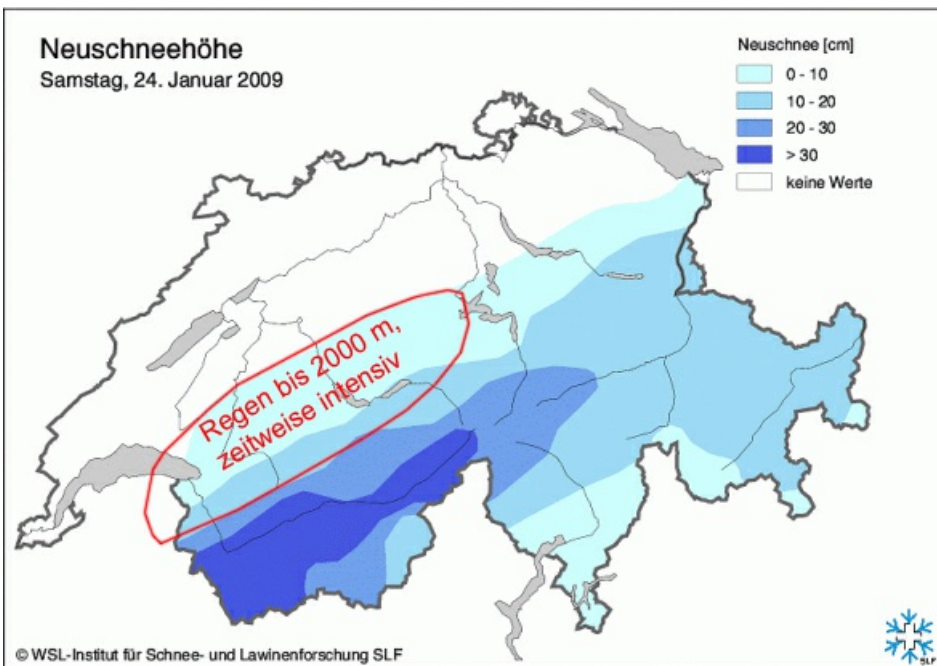 Neuschneehöhe
Samstag, 24. Januar 2009
Neuschnee [cm]
0 - 10
10 - 20
20 - 30
> 30
keine Werte
Regen bis 2000 m,
zeitweise intensiv
© WSL-Institut für Schnee- und Lawinenforschung SLF
SLF